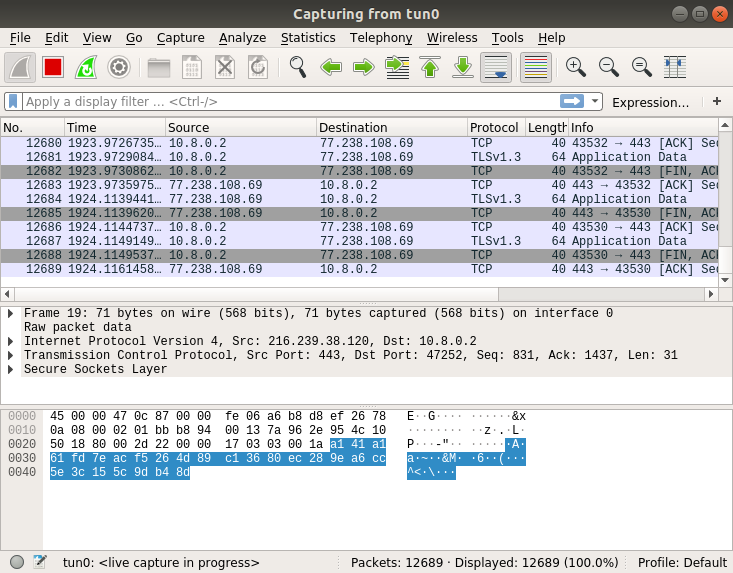 Capturing from tun0
File Edit View Go Capture Analyze Statistics Telephony Wireless Tools Help
Apply a display filter ... <Ctrl-/> Expression... +
No. Time Source Destination Protocol Length Info
12680 1923.9726735… 10.8.0.2 77.238.108.69 TCP 40 43532 → 443 [ACK] Seq
12681 1923.9729084… 10.8.0.2 77.238.108.69 TLSv1.3 64 Application Data
12682 1923.9730862… 10.8.0.2 77.238.108.69 TCP 40 43532 → 443 [FIN, ACK
12683 1923.9735975… 77.238.108.69 10.8.0.2 TCP 40 443 → 43532 [ACK] Seq
12684 1924.1139441… 77.238.108.69 10.8.0.2 TLSv1.3 64 Application Data
12685 1924.1139620… 77.238.108.69 10.8.0.2 TCP 40 443 → 43530 [FIN, ACK
12686 1924.1144737… 10.8.0.2 77.238.108.69 TCP 40 43530 → 443 [ACK] Seq
12687 1924.1149149… 10.8.0.2 77.238.108.69 TLSv1.3 64 Application Data
12688 1924.1149537… 10.8.0.2 77.238.108.69 TCP 40 43530 → 443 [FIN, ACK
12689 1924.1161458… 77.238.108.69 10.8.0.2 TCP 40 443 → 43530 [ACK] Seq
Frame 19: 71 bytes on wire (568 bits), 71 bytes captured (568 bits) on interface 0
Raw packet data
Internet Protocol Version 4, Src: 216.239.38.120, Dst: 10.8.0.2
Transmission Control Protocol, Src Port: 443, Dst Port: 47252, Seq: 831, Ack: 1437, Len: 31
Secure Sockets Layer
0000 45 00 00 47 0c 87 00 00 fe 06 a6 b8 d8 ef 26 78 E··G···· ······&x
0010 0a 08 00 02 01 bb b8 94 00 13 7a 96 2e 95 4c 10 ········ ··z·.·L·
0020 50 18 80 00 2d 22 00 00 17 03 03 00 1a a1 41 a1 P···-"·· ······A·
0030 61 fd 7e ac f5 26 4d 89 c1 36 80 ec 28 9e a6 cc a·~··&M· ·6··(···
0040 5e 3c 15 5c 9d b4 8d ^<·\···
tun0: <live capture in progress> Packets: 12689 · Displayed: 12689 (100.0%) Profile: Default